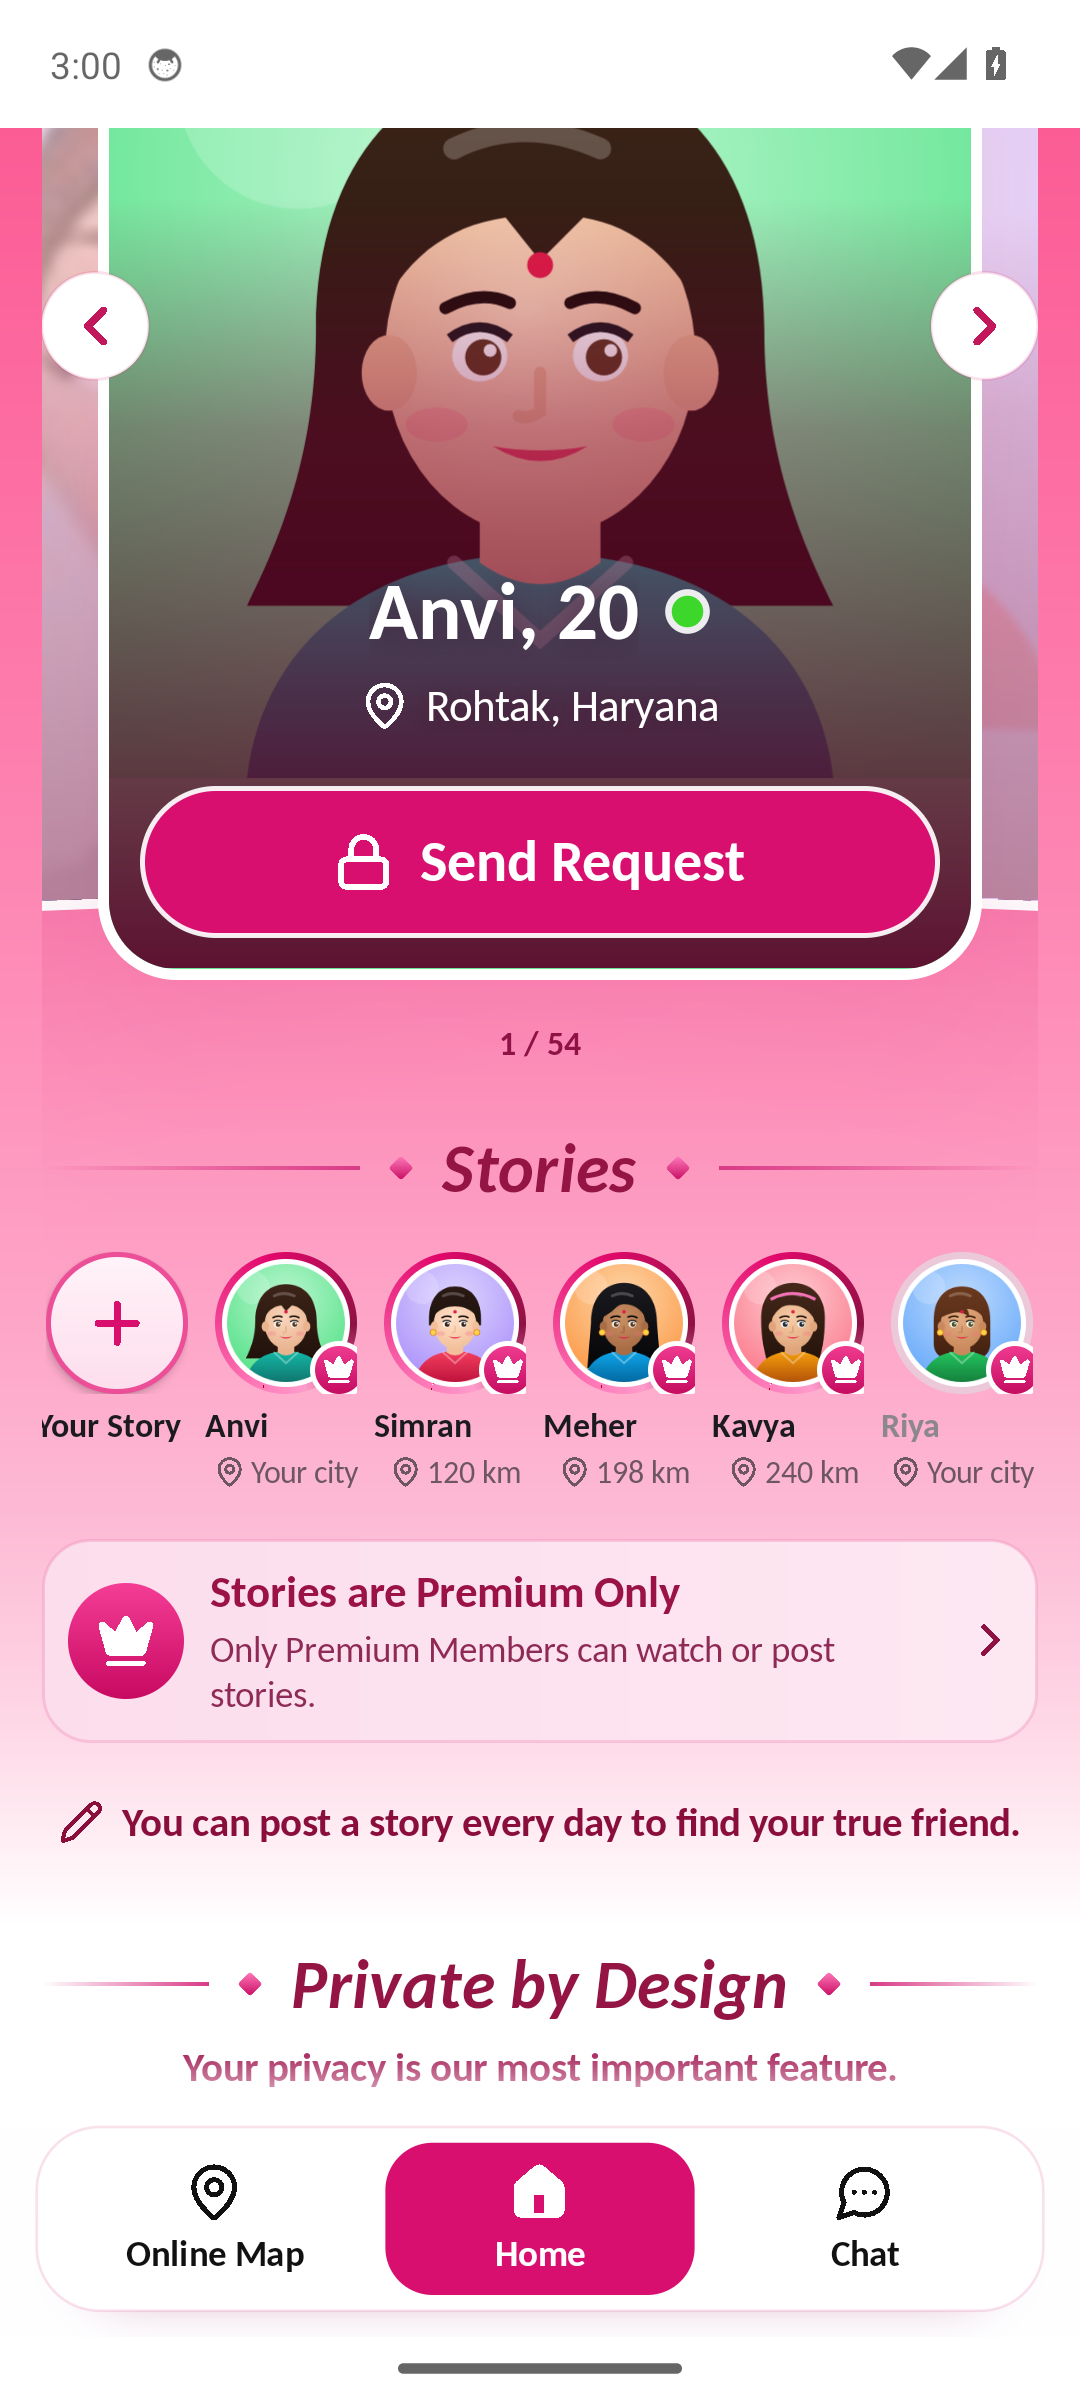 3:00
Anvi, 20
Rohtak, Haryana
Send Request
1 / 54
Stories
Your Story
Anvi
Simran
Meher
Kavya
Riya
Your city
120 km
198 km
240 km
Your city
Stories are Premium Only
Only Premium Members can watch or post
stories.
You can post a story every day to find your true friend.
Private by Design
Your privacy is our most important feature.
Online Map
Home
Chat